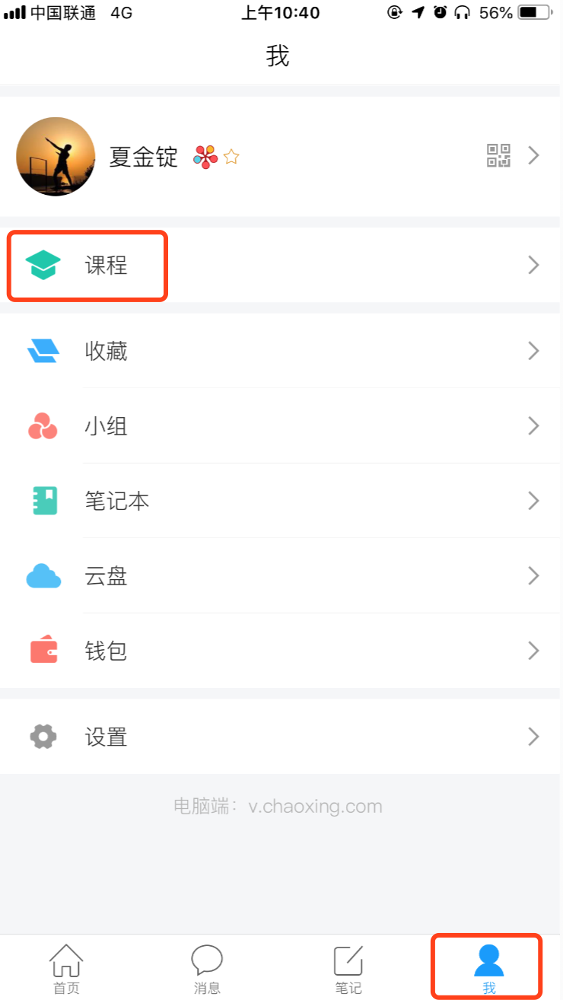 中国联通 4G 上午10:40 56%
我
夏金锭
课程
收藏
小组
笔记本
云盘
钱包
设置
电脑端：v.chaoxing.com
首页 消息 笔记 我